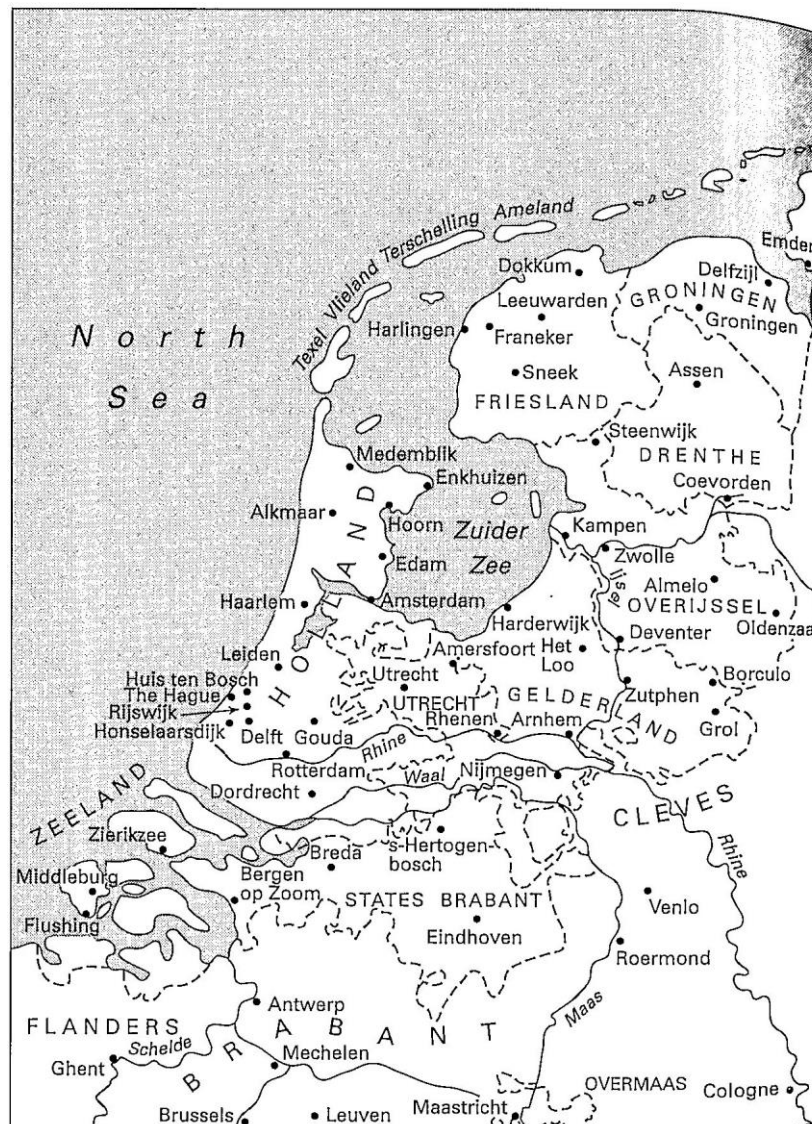 North
Sea
Texel
Vlieland
Terschelling
Ameland
Emden
Dokkum
Delfzijl
Leeuwarden
GRONINGEN
Groningen
Harlingen
Franeker
Sneek
Assen
FRIESLAND
Steenwijk
DRENTHE
Medemblik
Enkhuizen
Coevorden
Alkmaar
Hoorn
Zuider
Zee
Kampen
Zwolle
Edam
IJsel
Almelo
OVERIJSSEL
Oldenzaa
Haarlem
Amsterdam
HOLLAND
Harderwijk
Deventer
Leiden
Amersfoort
Het
Loo
Huis ten Bosch
The Hague
Rijswijk
Honselaarsdijk
Utrecht
UTRECHT
GELDERLAND
Zutphen
Borculo
Grol
Delft
Gouda
Rhenen
Arnhem
Rhine
Rotterdam
Waal
Nijmegen
Dordrecht
ZEELAND
CLEVES
Rhine
Zierikzee
Breda
s-Hertogen-
bosch
Middleburg
Bergen
op Zoom
STATES BRABANT
Venlo
Flushing
Eindhoven
Roermond
Antwerp
Maas
FLANDERS
BRABANT
Schelde
Ghent
Mechelen
OVERMAAS
Cologne
Brussels
Leuven
Maastricht